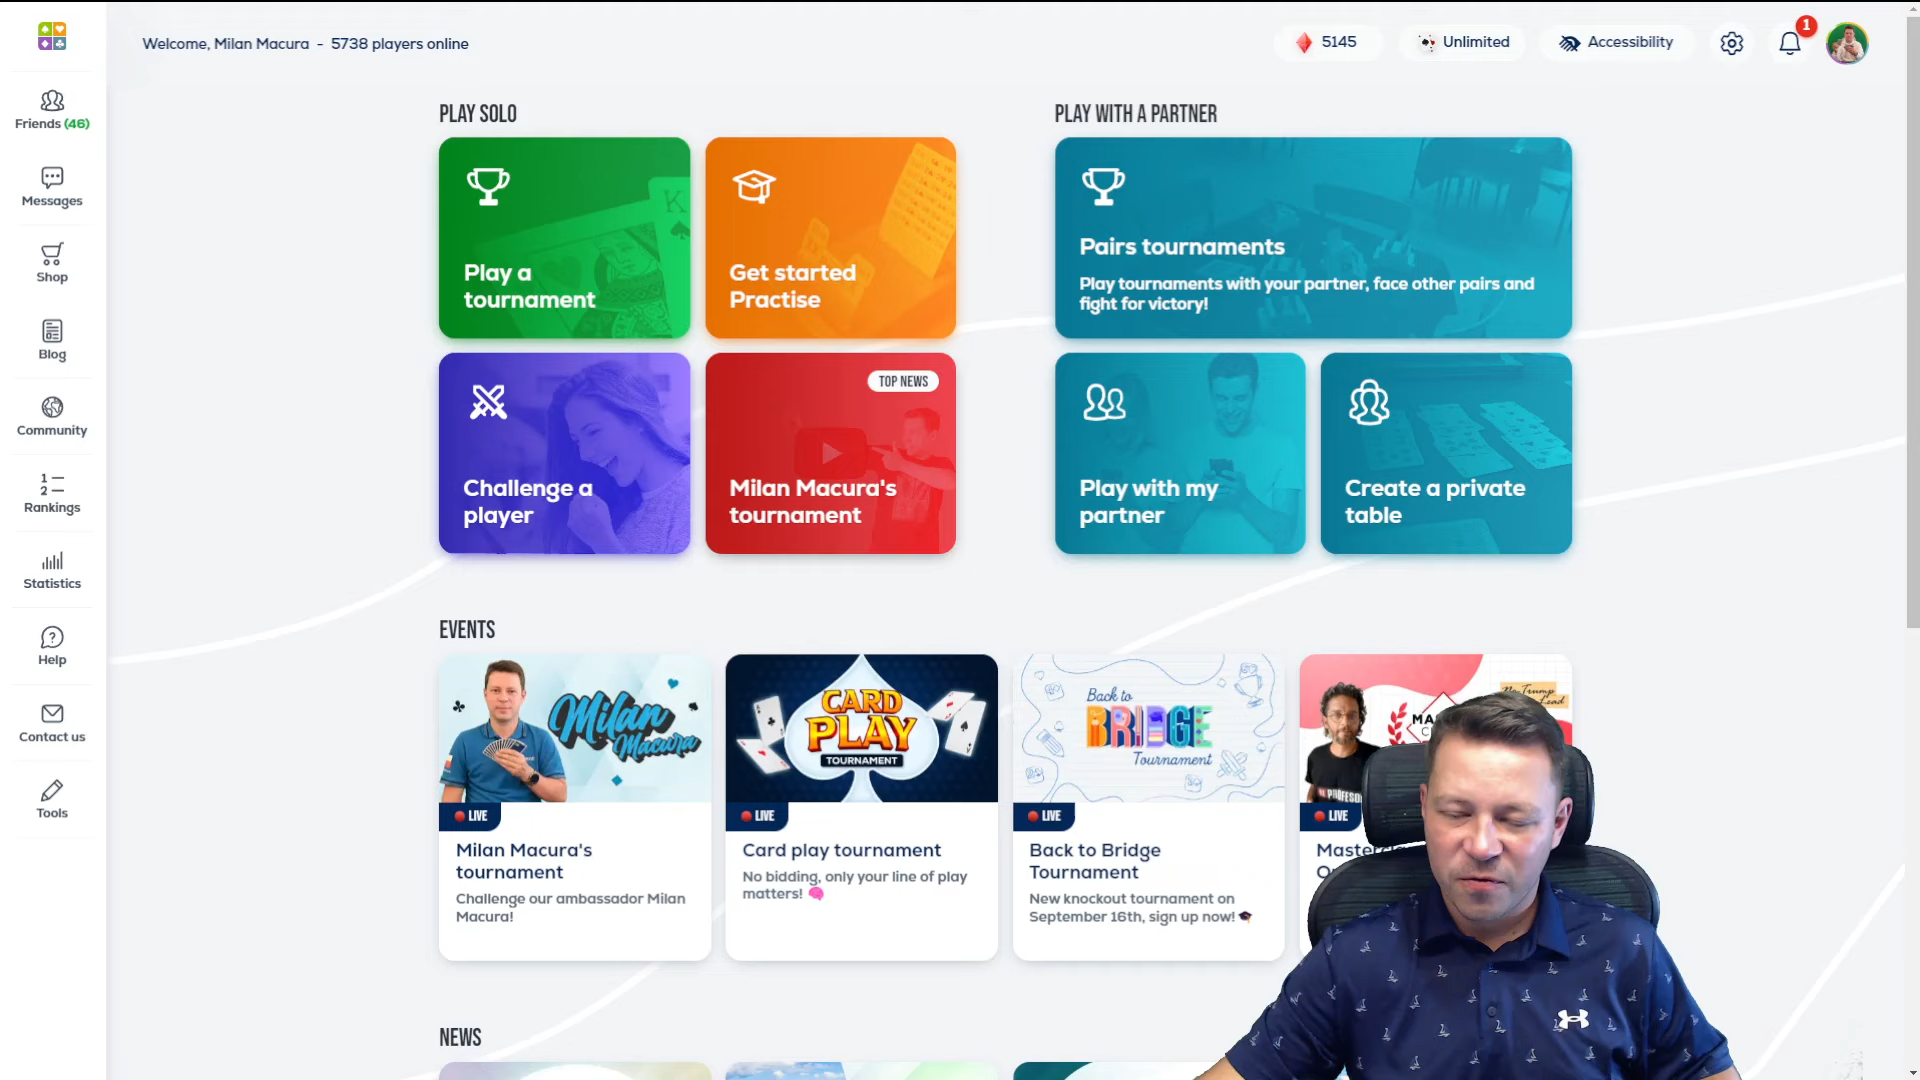 Welcome, Milan Macura - 5738 players online
5145
Unlimited
Accessibility
1
Friends (46)
Messages
Shop
Blog
Community
Rankings
Statistics
Help
Contact us
Tools
PLAY SOLO
PLAY WITH A PARTNER
Play a
tournament
Get started
Practise
Pairs tournaments
Play tournaments with your partner, face other pairs and
fight for victory!
Challenge a
player
TOP NEWS
Milan Macura's
tournament
Play with my
partner
Create a private
table
EVENTS
Milan
Macura
LIVE
Milan Macura's
tournament
Challenge our ambassador Milan
Macura!
CARD
PLAY
TOURNAMENT
LIVE
Card play tournament
No bidding, only your line of play
matters! 🧠
Back to
BRIDGE
Tournament
LIVE
Back to Bridge
Tournament
New knockout tournament on
September 16th, sign up now! 🎓
No Trump
Lead
LIVE
NEWS